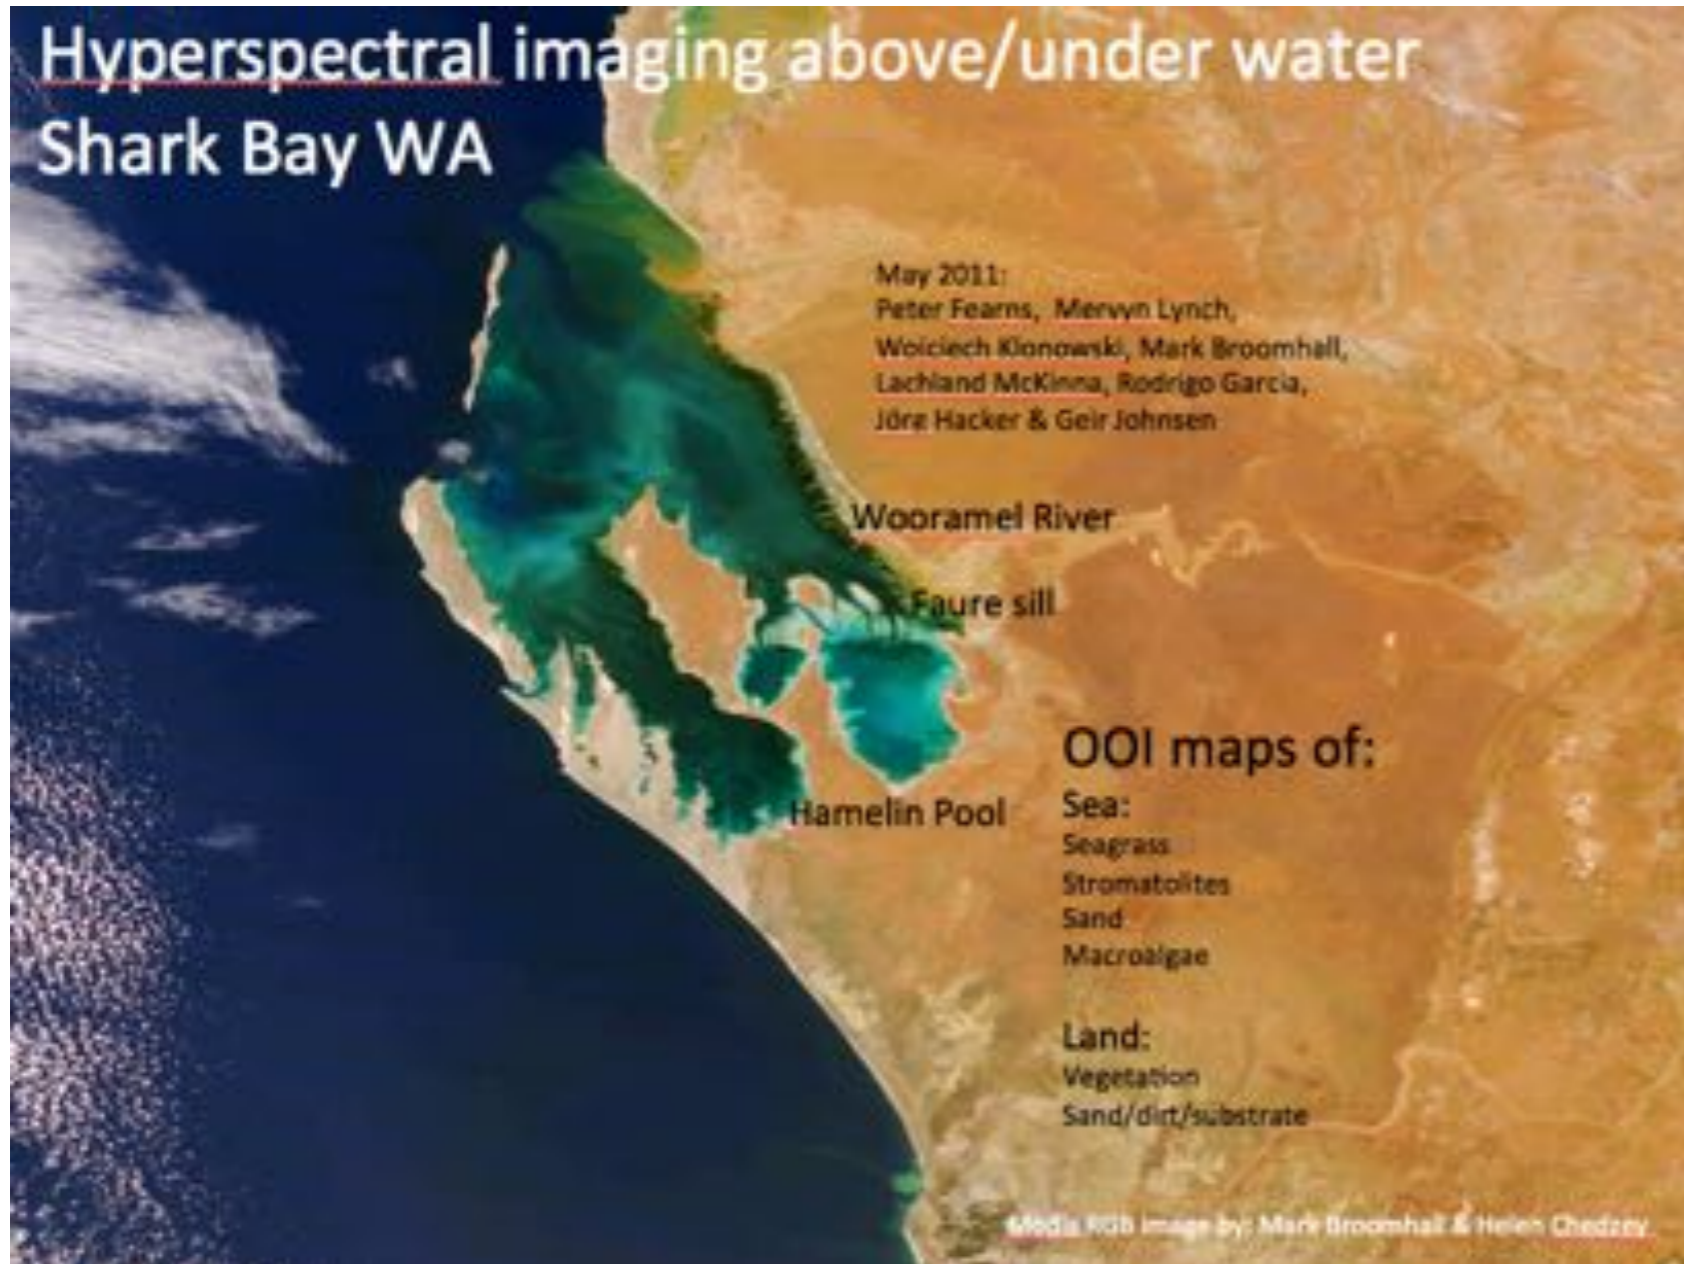 Hyperspectral imaging above/under water
Shark Bay WA
May 2011:
Peter Fearns, Mervyn Lynch,
Woiciech Klonowski, Mark Broomhall,
Lachland McKinna, Rodrigo Garcia,
Jörg Hacker & Geir Johnsen
Wooramel River
Faure sill
Hamelin Pool
OOI maps of:
Sea:
Seagrass
Stromatolites
Sand
Macroalgae
Land:
Vegetation
Sand/dirt/substrate
Modis RGB image by: Mark Broomhall & Helen Chedzey